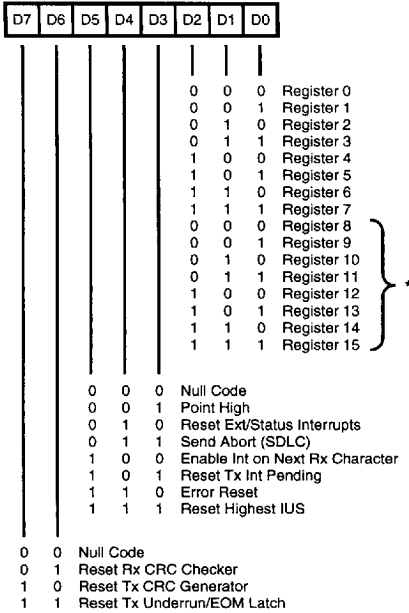 D7 D6 D5 D4 D3 D2 D1 D0
0 0 0 Register 0
0 0 1 Register 1
0 1 0 Register 2
0 1 1 Register 3
1 0 0 Register 4
1 0 1 Register 5
1 1 0 Register 6
1 1 1 Register 7
0 0 0 Register 8
0 0 1 Register 9
0 1 0 Register 10
0 1 1 Register 11
1 0 0 Register 12
1 0 1 Register 13
1 1 0 Register 14
1 1 1 Register 15
*
0 0 0 Null Code
0 0 1 Point High
0 1 0 Reset Ext/Status Interrupts
0 1 1 Send Abort (SDLC)
1 0 0 Enable Int on Next Rx Character
1 0 1 Reset Tx Int Pending
1 1 0 Error Reset
1 1 1 Reset Highest IUS
0 0 Null Code
0 1 Reset Rx CRC Checker
1 0 Reset Tx CRC Generator
1 1 Reset Tx Underrun/EOM Latch